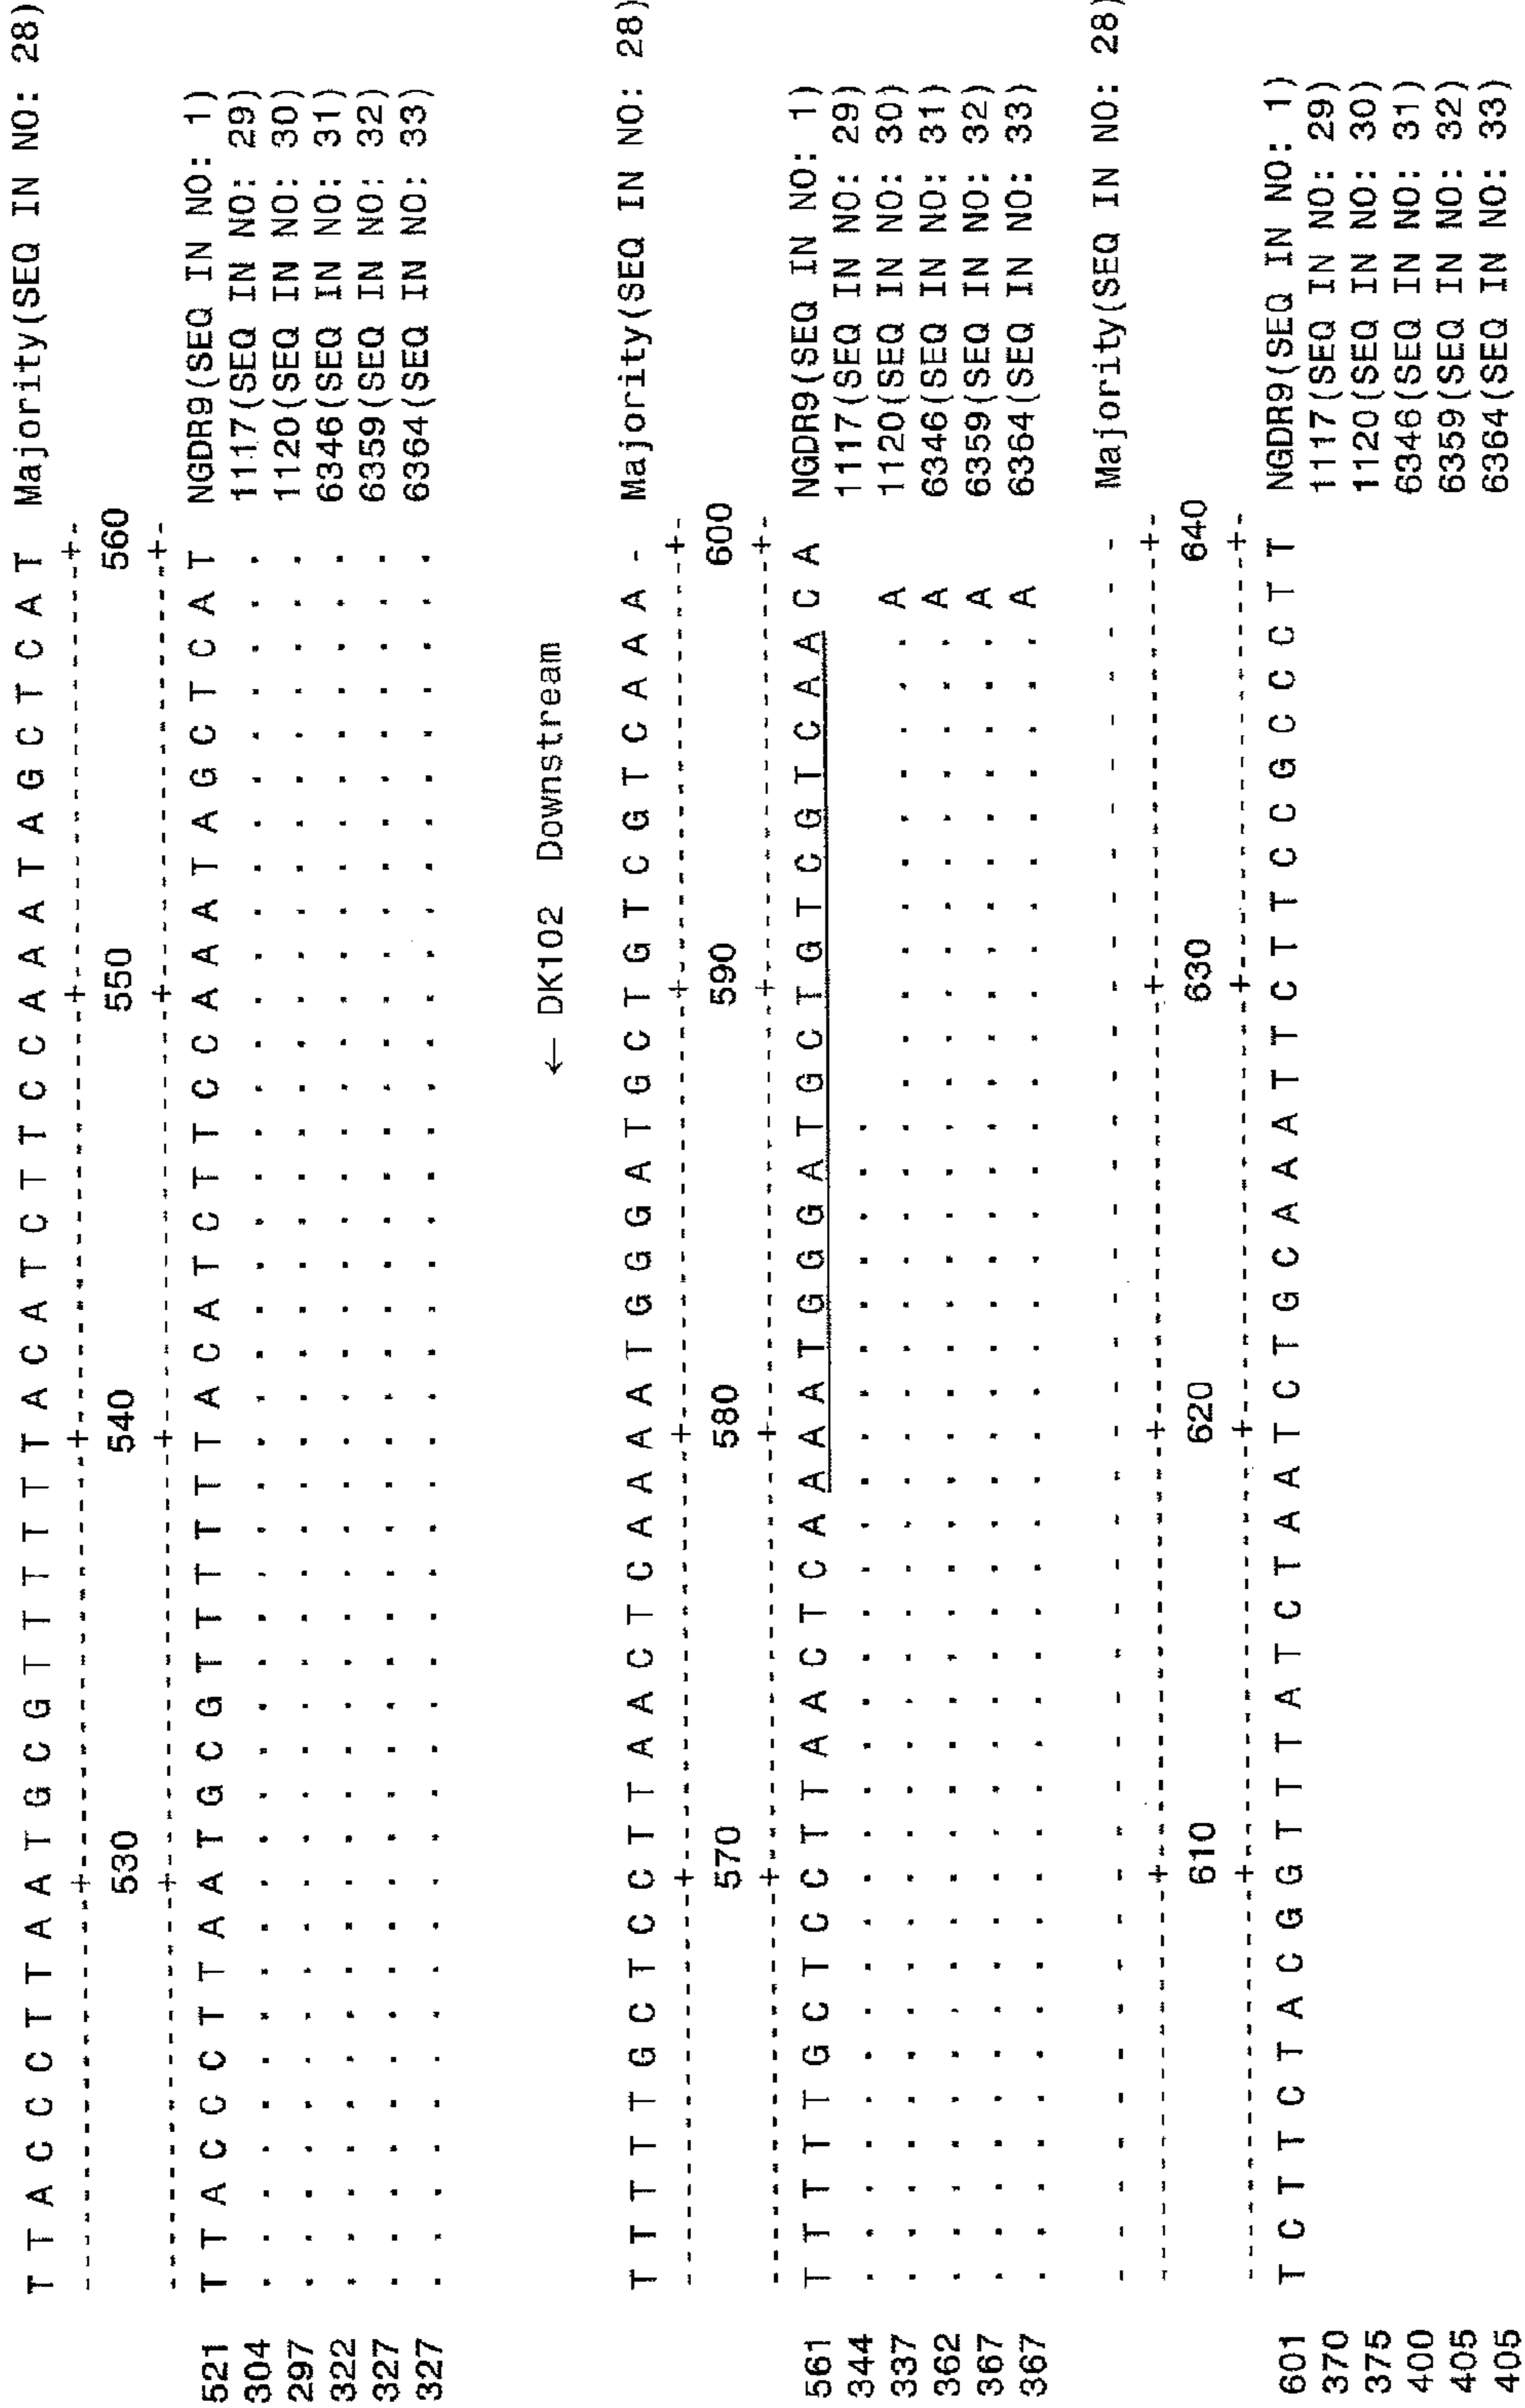 T T A C C C T T A A T G C G T T T T T T A C A T C T T C C A A A T A G C T C A T Majority(SEQ IN NO: 28)
---------+---------+---------+---------+-
530 540 550 560
---------+---------+---------+---------+-
521 T T A C C C T T A A T G C G T T T T T T A C A T C T T C C A A A T A G C T C A T NGDR9(SEQ IN NO: 1)
304 . . . . . . . . . . . . . . . . . . . . . . . . . . . . . . . . . . . . . . . . 1117(SEQ IN NO: 29)
297 . . . . . . . . . . . . . . . . . . . . . . . . . . . . . . . . . . . . . . . . 1120(SEQ IN NO: 30)
322 . . . . . . . . . . . . . . . . . . . . . . . . . . . . . . . . . . . . . . . . 6346(SEQ IN NO: 31)
327 . . . . . . . . . . . . . . . . . . . . . . . . . . . . . . . . . . . . . . . . 6359(SEQ IN NO: 32)
327 . . . . . . . . . . . . . . . . . . . . . . . . . . . . . . . . . . . . . . . . 6364(SEQ IN NO: 33)
← DK102 Downstream
T T T T T G C T C C T T A A C T C A A A A T G G G A T G C T G T C G T C A A A - Majority(SEQ IN NO: 28)
---------+---------+---------+---------+-
570 580 590 600
---------+---------+---------+---------+-
561 T T T T T G C T C C T T A A C T C A A A A T G G G A T G C T G T C G T C A A C A NGDR9(SEQ IN NO: 1)
344 . . . . . . . . . . . . . . . . . . . . . . . . . . . 1117(SEQ IN NO: 29)
337 . . . . . . . . . . . . . . . . . . . . . . . . . . . . . . . . . . . . . . A 1120(SEQ IN NO: 30)
362 . . . . . . . . . . . . . . . . . . . . . . . . . . . . . . . . . . . . . . A 6346(SEQ IN NO: 31)
367 . . . . . . . . . . . . . . . . . . . . . . . . . . . . . . . . . . . . . . A 6359(SEQ IN NO: 32)
367 . . . . . . . . . . . . . . . . . . . . . . . . . . . . . . . . . . . . . . A 6364(SEQ IN NO: 33)
- - - - - - - - - - - - - - - - - - - - - - - - - - - - - - - - - - - - - - - - Majority(SEQ IN NO: 28)
---------+---------+---------+---------+-
610 620 630 640
---------+---------+---------+---------+-
601 T C T T C T A C G G T T T A T C T A A T C T G C A A A T T C T T C C G C C C T T NGDR9(SEQ IN NO: 1)
370 1117(SEQ IN NO: 29)
375 1120(SEQ IN NO: 30)
400 6346(SEQ IN NO: 31)
405 6359(SEQ IN NO: 32)
405 6364(SEQ IN NO: 33)